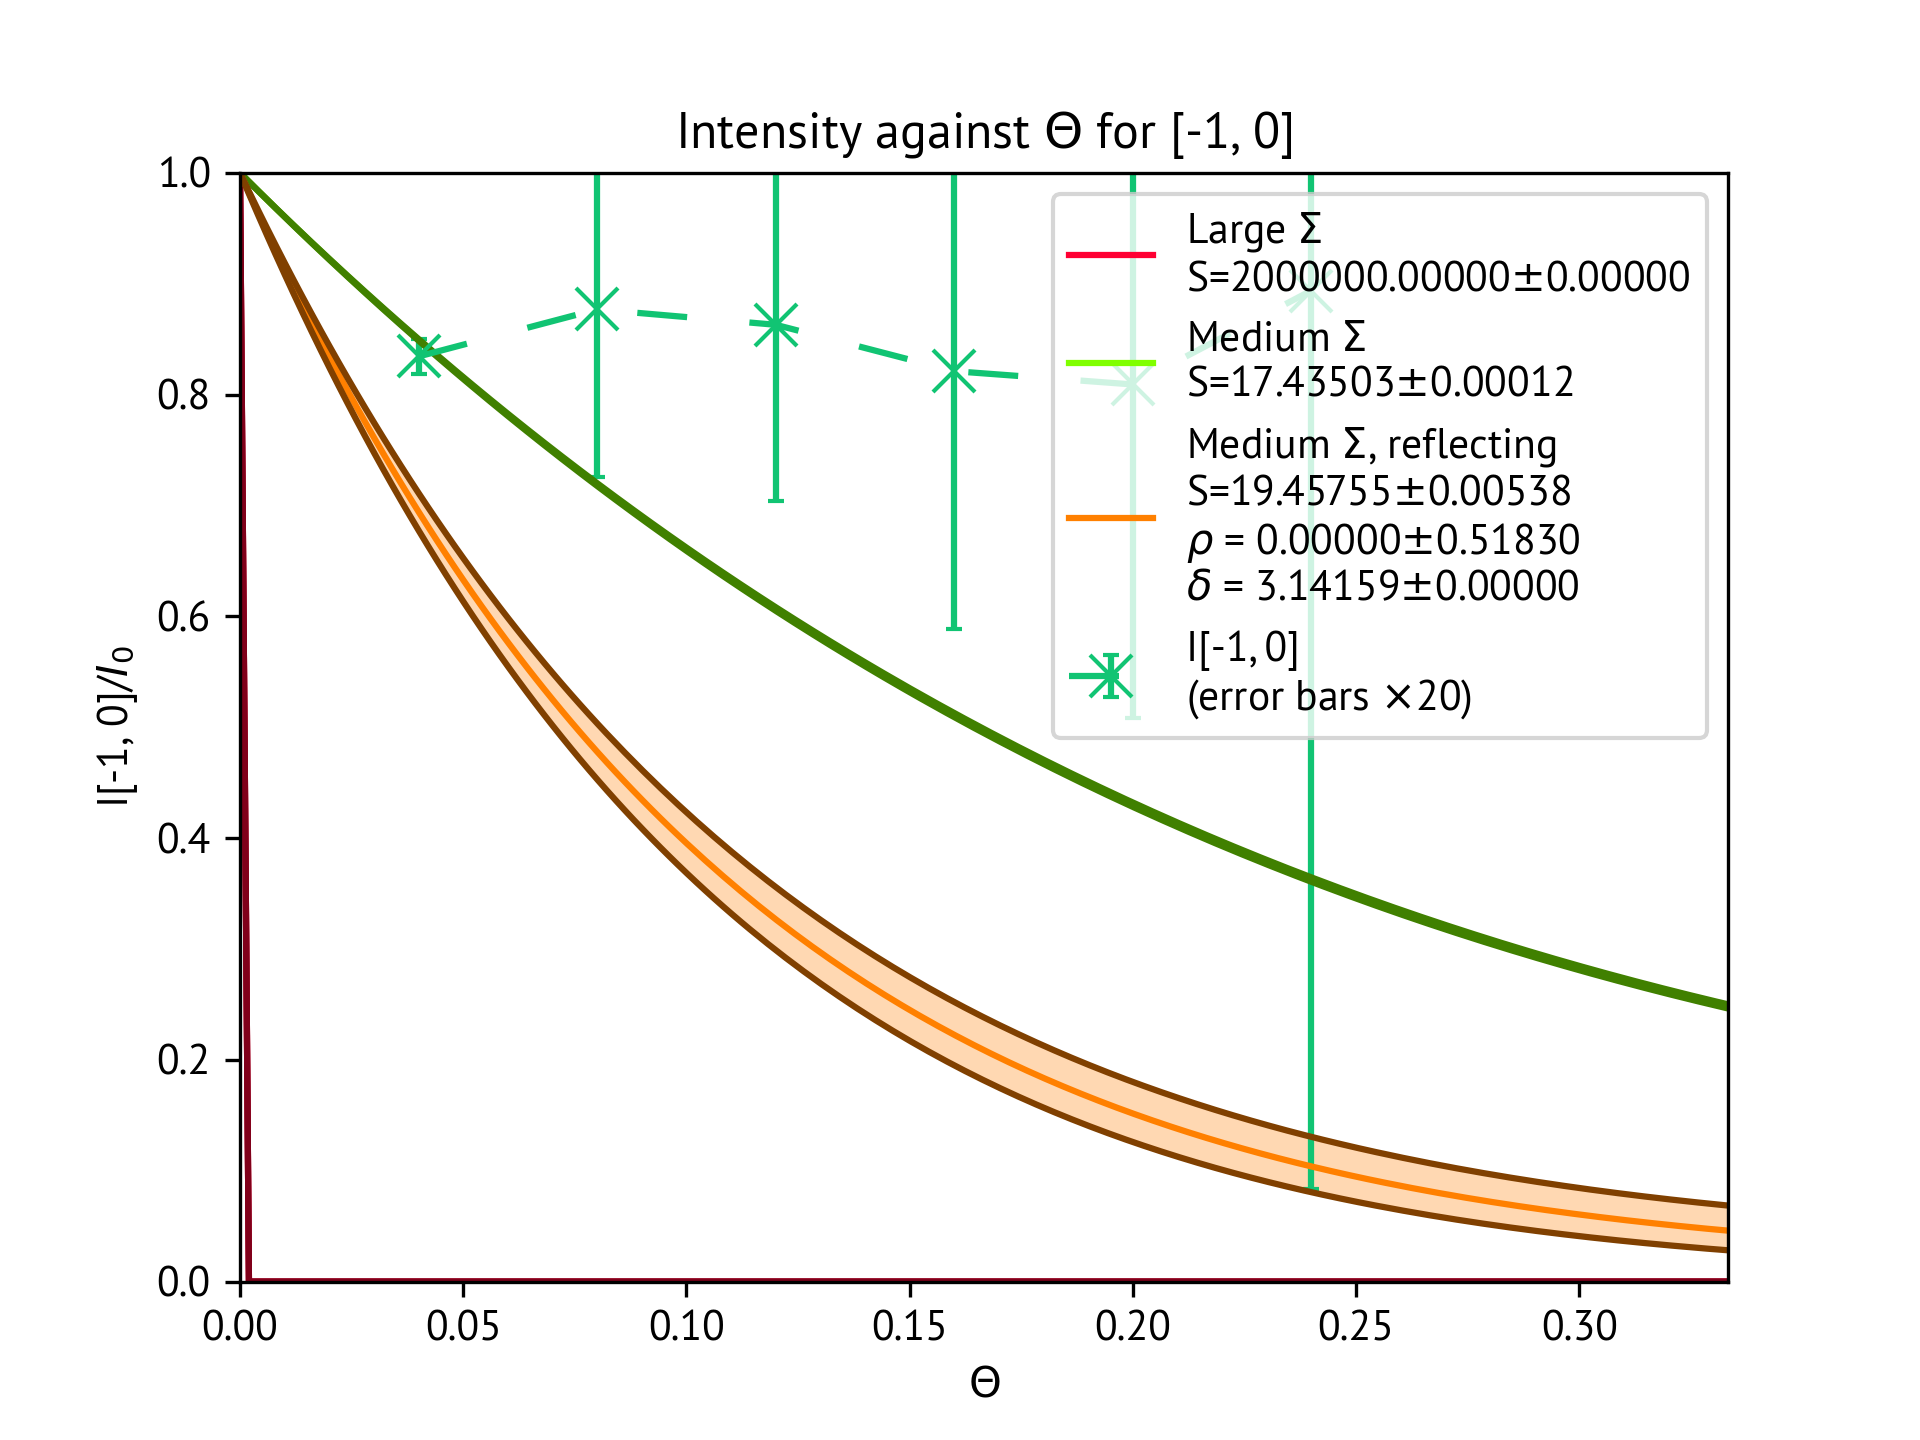 Intensity against Θ for [-1, 0]
1.0
0.8
0.6
0.4
0.2
0.0
I[-1, 0]/I₀
0.00
0.05
0.10
0.15
0.20
0.25
0.30
Θ
Large Σ
S=2000000.00000±0.00000
Medium Σ
S=17.43503±0.00012
Medium Σ, reflecting
S=19.45755±0.00538
ρ = 0.00000±0.51830
δ = 3.14159±0.00000
I[-1, 0]
(error bars ×20)